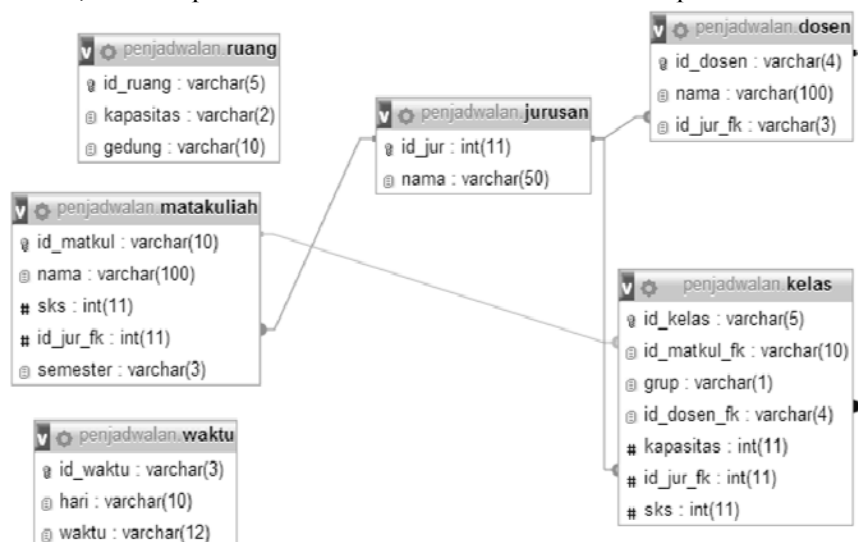 penjadwalan.ruang
id_ruang : varchar(5)
kapasitas : varchar(2)
gedung : varchar(10)
penjadwalan.dosen
id_dosen : varchar(4)
nama : varchar(100)
id_jur_fk : varchar(3)
penjadwalan.jurusan
id_jur : int(11)
nama : varchar(50)
penjadwalan.matakuliah
id_matkul : varchar(10)
nama : varchar(100)
# sks : int(11)
# id_jur_fk : int(11)
semester : varchar(3)
penjadwalan.kelas
id_kelas : varchar(5)
id_matkul_fk : varchar(10)
grup : varchar(1)
id_dosen_fk : varchar(4)
# kapasitas : int(11)
# id_jur_fk : int(11)
# sks : int(11)
penjadwalan.waktu
id_waktu : varchar(3)
hari : varchar(10)
waktu : varchar(12)